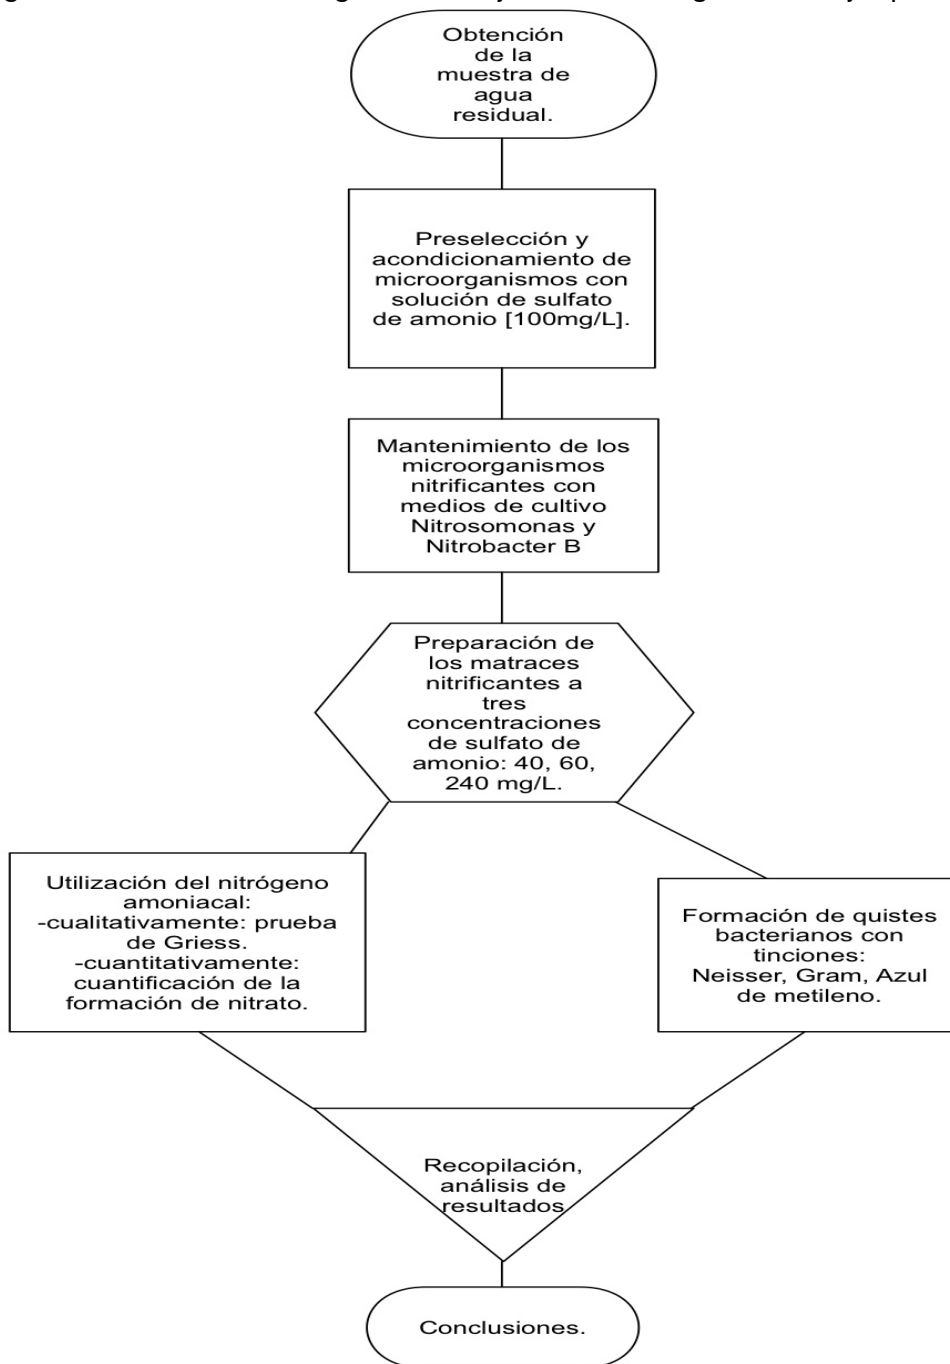 Obtención
de la
muestra de
agua
residual.
Preselección y
acondicionamiento de
microorganismos con
solución de sulfato
de amonio [100mg/L].
Mantenimiento de los
microorganismos
nitrificantes con
medios de cultivo
Nitrosomonas y
Nitrobacter B
Preparación de
los matraces
nitrificantes a
tres
concentraciones
de sulfato de
amonio: 40, 60,
240 mg/L.
Utilización del nitrógeno
amoniacal:
-cualitativamente: prueba
de Griess.
-cuantitativamente:
cuantificación de la
formación de nitrato.
Formación de quistes
bacterianos con
tinciones:
Neisser, Gram, Azul
de metileno.
Recopilación,
análisis de
resultados
Conclusiones.